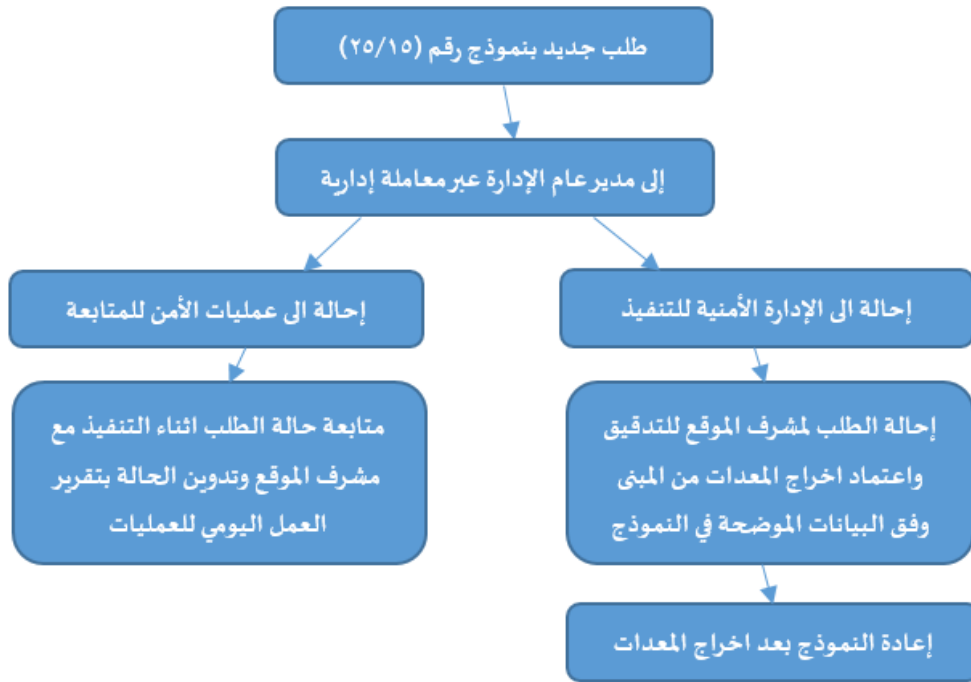 طلب جديد بنموذج رقم (٢٥/١٥)
إلى مدير عام الإدارة عبر معاملة إدارية
إحالة الى الإدارة الأمنية للتنفيذ
إحالة الى عمليات الأمن للمتابعة
إحالة الطلب لمشرف الموقع للتدقيق
واعتماد اخراج المعدات من المبنى
وفق البيانات الموضحة في النموذج
متابعة حالة الطلب اثناء التنفيذ مع
مشرف الموقع وتدوين الحالة بتقرير
العمل اليومي للعمليات
إعادة النموذج بعد اخراج المعدات